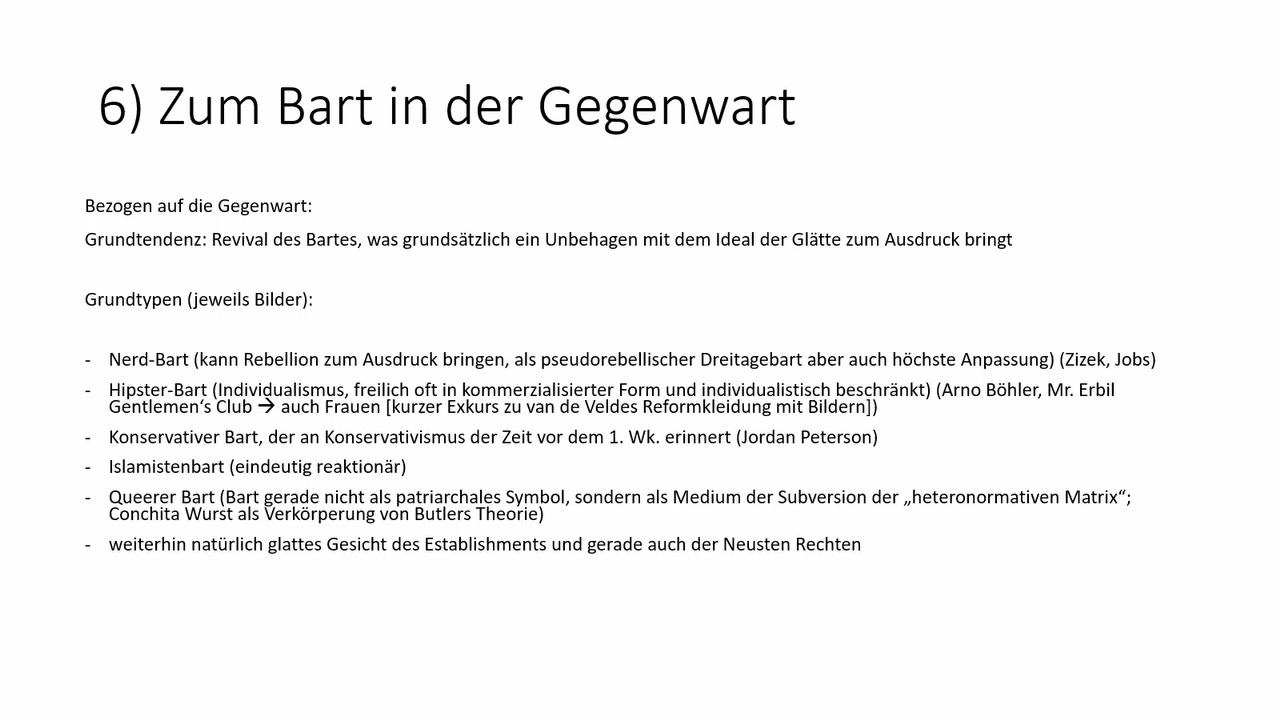 6) Zum Bart in der Gegenwart
Bezogen auf die Gegenwart:
Grundtendenz: Revival des Bartes, was grundsätzlich ein Unbehagen mit dem Ideal der Glätte zum Ausdruck bringt
Grundtypen (jeweils Bilder):
- Nerd-Bart (kann Rebellion zum Ausdruck bringen, als pseudorebellischer Dreitagebart aber auch höchste Anpassung) (Zizek, Jobs)
- Hipster-Bart (Individualismus, freilich oft in kommerzialisierter Form und individualistisch beschränkt) (Arno Böhler, Mr. Erbil
Gentlemen‘s Club → auch Frauen [kurzer Exkurs zu van de Veldes Reformkleidung mit Bildern])
- Konservativer Bart, der an Konservativismus der Zeit vor dem 1. Wk. erinnert (Jordan Peterson)
- Islamistenbart (eindeutig reaktionär)
- Queerer Bart (Bart gerade nicht als patriarchales Symbol, sondern als Medium der Subversion der „heteronormativen Matrix“;
Conchita Wurst als Verkörperung von Butlers Theorie)
- weiterhin natürlich glattes Gesicht des Establishments und gerade auch der Neusten Rechten